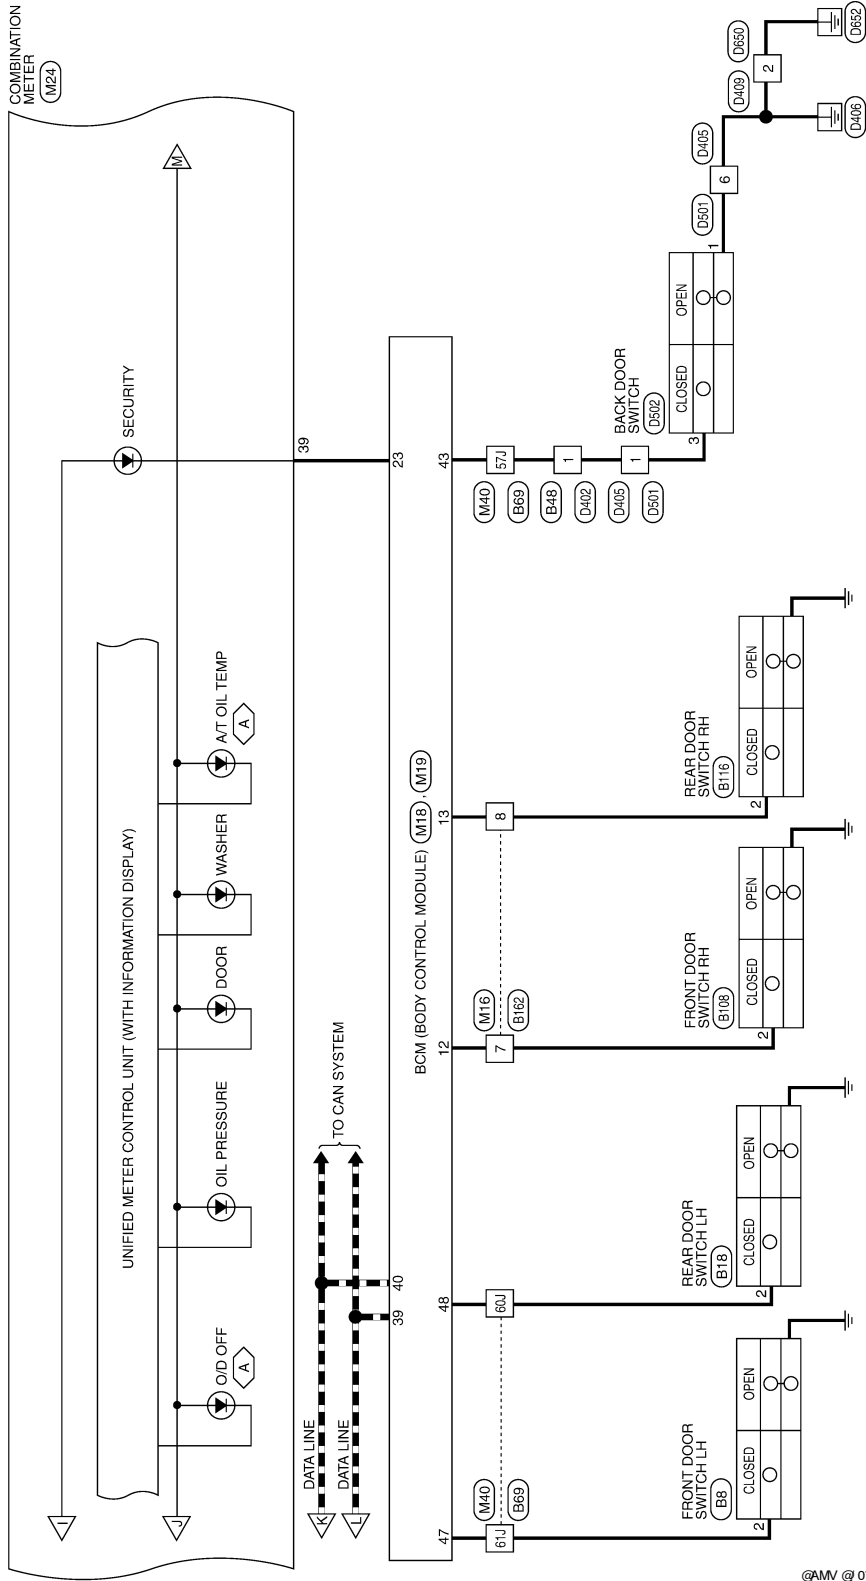 COMBINATION
METER
M24
I
SECURITY
39
J
M
UNIFIED METER CONTROL UNIT (WITH INFORMATION DISPLAY)
O/D OFF
A
OIL PRESSURE
DOOR
WASHER
A/T OIL TEMP
A
K
DATA LINE
L
DATA LINE
TO CAN SYSTEM
39
40
23
BCM (BODY CONTROL MODULE) M18 , M19
47
48
12
13
43
61J
M40
B69
60J
7
M16
B162
8
57J
M40
B69
1
B48
D402
1
D405
D501
FRONT DOOR
SWITCH LH
B8
2
CLOSED
OPEN
REAR DOOR
SWITCH LH
B18
2
CLOSED
OPEN
FRONT DOOR
SWITCH RH
B108
2
CLOSED
OPEN
REAR DOOR
SWITCH RH
B116
2
CLOSED
OPEN
BACK DOOR
SWITCH
D502
3
CLOSED
OPEN
1
D501
6
D405
D409
2
D650
D406
D652
@AMV @J 0